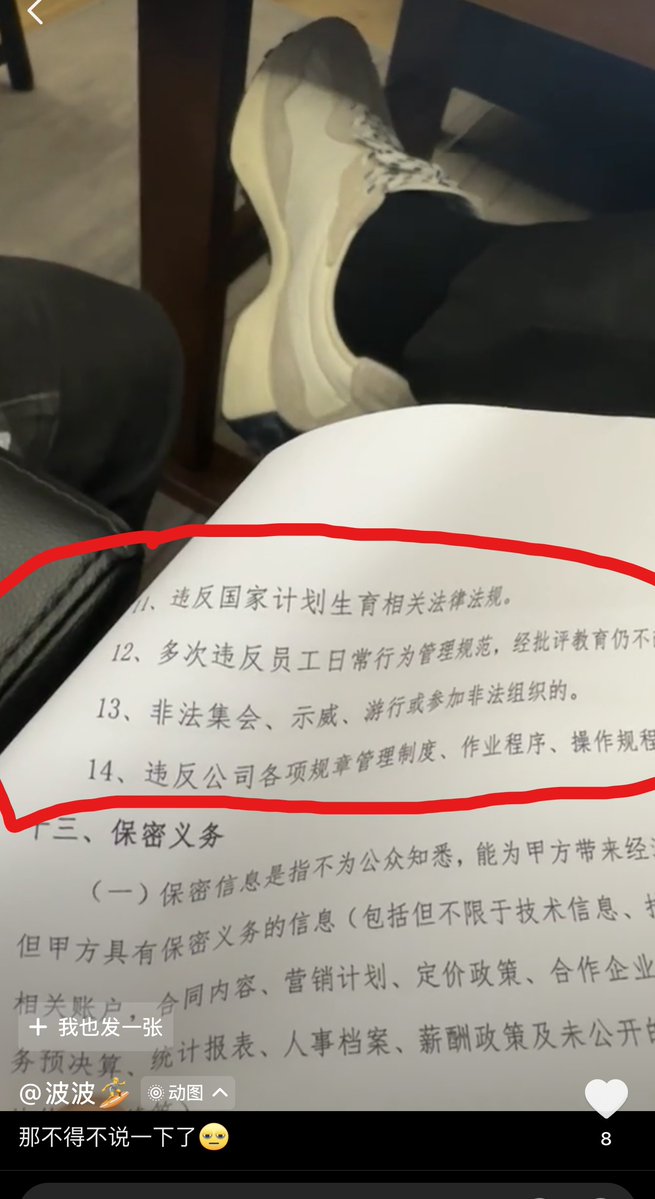 11、违反国家计划生育相关法律法规。
12、多次违反员工日常行为管理规范，经批评教育仍不
13、非法集会、示威、游行或参加非法组织的。
14、违反公司各项规章管理制度、作业程序、操作规程
十三、保密义务
（一）保密信息是指不为公众知悉，能为甲方带来经
但甲方具有保密义务的信息（包括但不限于技术信息、
相关账户，合同内容、营销计划、定价政策、合作企业
+ 我也发一张
务预决算、统计报表、人事档案、薪酬政策及未公开的
@波波🏄 动图
那不得不说一下了😒
8